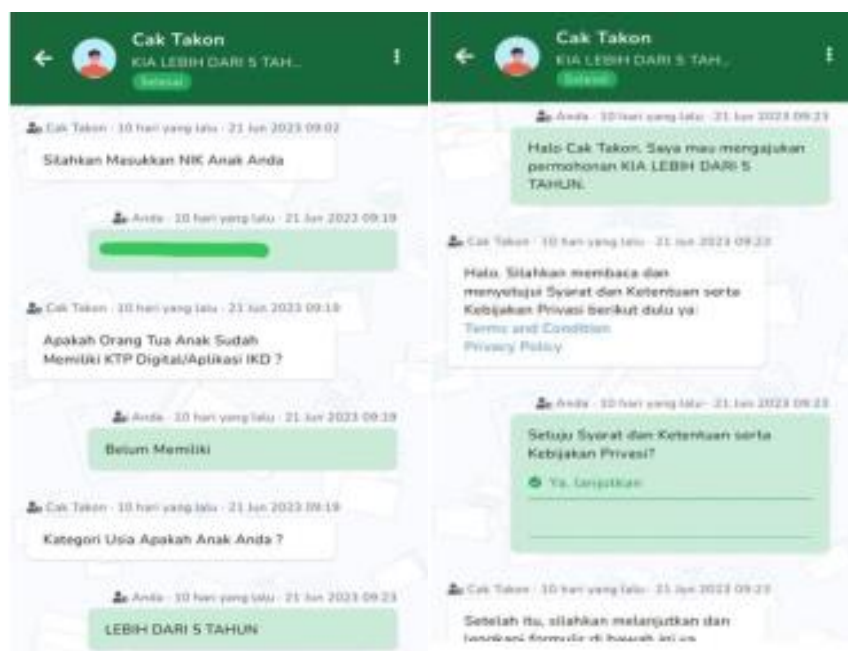 Cak Takon
KIA LEBIH DARI 5 TAH...
Selesai
Cak Takon - 10 hari yang lalu - 21 Jun 2023 09:02
Silahkan Masukkan NIK Anak Anda
Anda - 10 hari yang lalu - 21 Jun 2023 09:19
Cak Takon - 10 hari yang lalu - 21 Jun 2023 09:19
Apakah Orang Tua Anak Sudah
Memiliki KTP Digital/Aplikasi IKD ?
Anda - 10 hari yang lalu - 21 Jun 2023 09:19
Belum Memiliki
Cak Takon - 10 hari yang lalu - 21 Jun 2023 09:19
Kategori Usia Apakah Anak Anda ?
Anda - 10 hari yang lalu - 21 Jun 2023 09:23
LEBIH DARI 5 TAHUN
Cak Takon
KIA LEBIH DARI 5 TAH...
Selesai
Anda - 10 hari yang lalu - 21 Jun 2023 09:23
Halo Cak Takon. Saya mau mengajukan
permohonan KIA LEBIH DARI 5
TAHUN.
Cak Takon - 10 hari yang lalu - 21 Jun 2023 09:23
Halo. Silahkan membaca dan
menyetujui Syarat dan Ketentuan serta
Kebijakan Privasi berikut dulu ya:
Terms and Condition
Privacy Policy
Anda - 10 hari yang lalu - 21 Jun 2023 09:23
Setuju Syarat dan Ketentuan serta
Kebijakan Privasi?
Ya, lanjutkan
Cak Takon - 10 hari yang lalu - 21 Jun 2023 09:23
Setelah itu, silahkan melanjutkan dan
lengkapi formulir di bawah ini ya